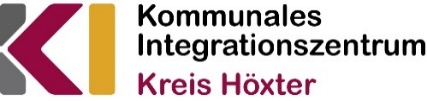 Kommunales
Integrationszentrum
Kreis Höxter